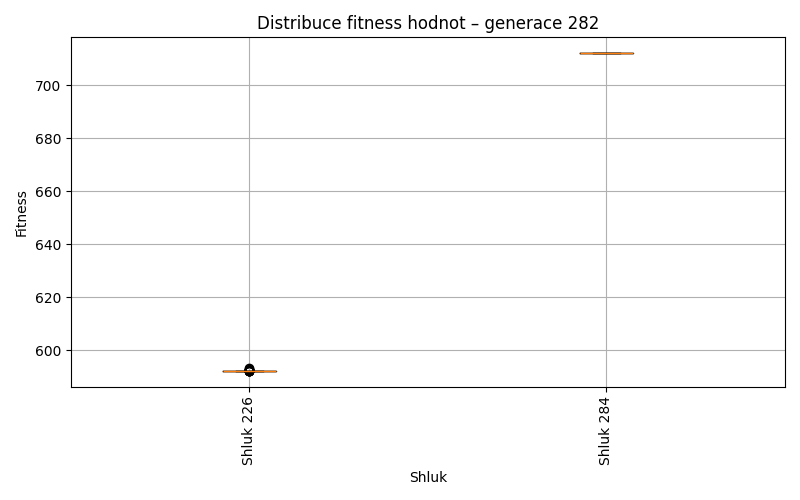 Distribuce fitness hodnot – generace 282
Fitness
700
680
660
640
620
600
Shluk 226
Shluk 284
Shluk